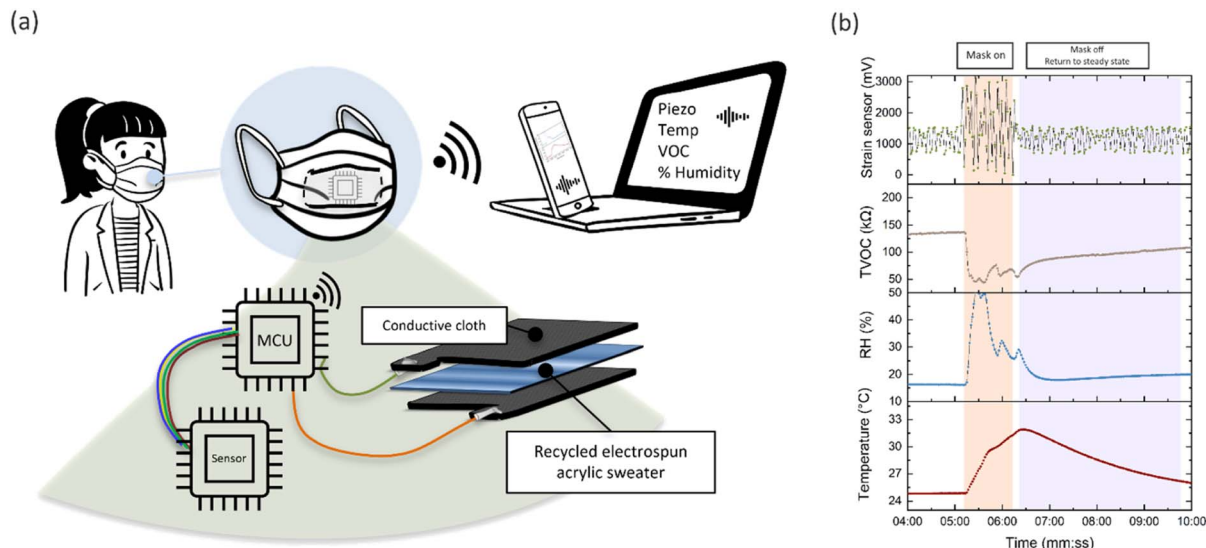 (a)
Piezo
Temp
VOC
% Humidity
MCU
Sensor
Conductive cloth
Recycled electrospun
acrylic sweater
(b)
Mask on
Mask off
Return to steady state
Strain sensor (mV)
3000
2000
1000
0
TVOC (kΩ)
200
150
100
50
RH (%)
50
40
30
20
10
Temperature (°C)
33
30
27
24
04:00 05:00 06:00 07:00 08:00 09:00 10:00
Time (mm:ss)